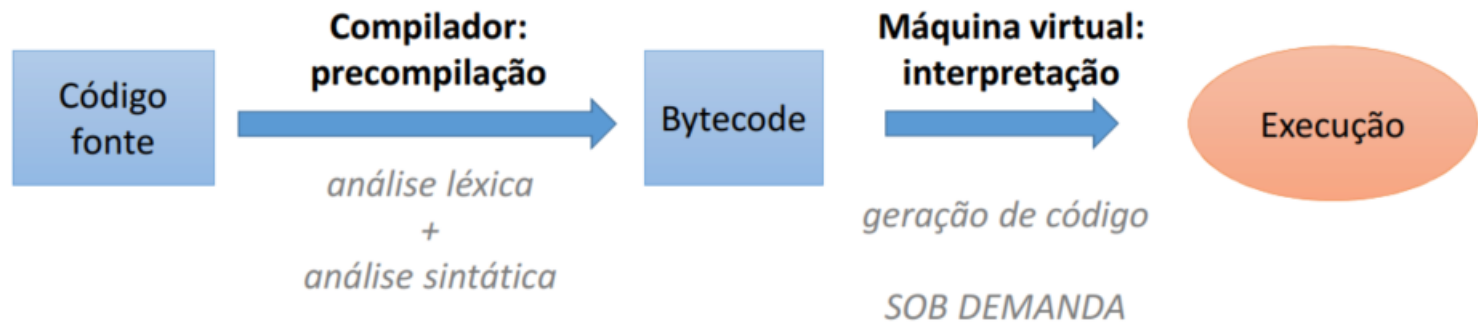 Código
fonte
Compilador:
precompilação
análise léxica
+
análise sintática
Bytecode
Máquina virtual:
interpretação
geração de código
SOB DEMANDA
Execução